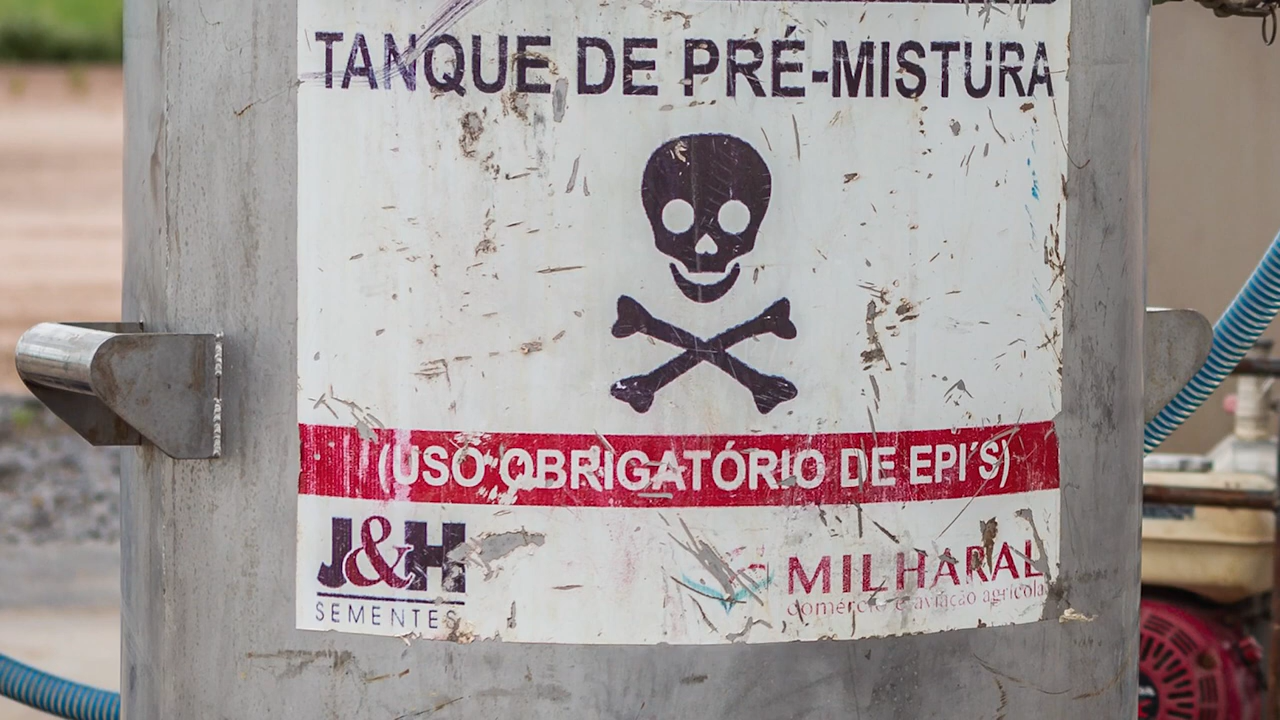 TANQUE DE PRÉ-MISTURA
(USO OBRIGATÓRIO DE EPI´S)
J&H
SEMENTES
MILHARAL
comércio e aviação agrícola